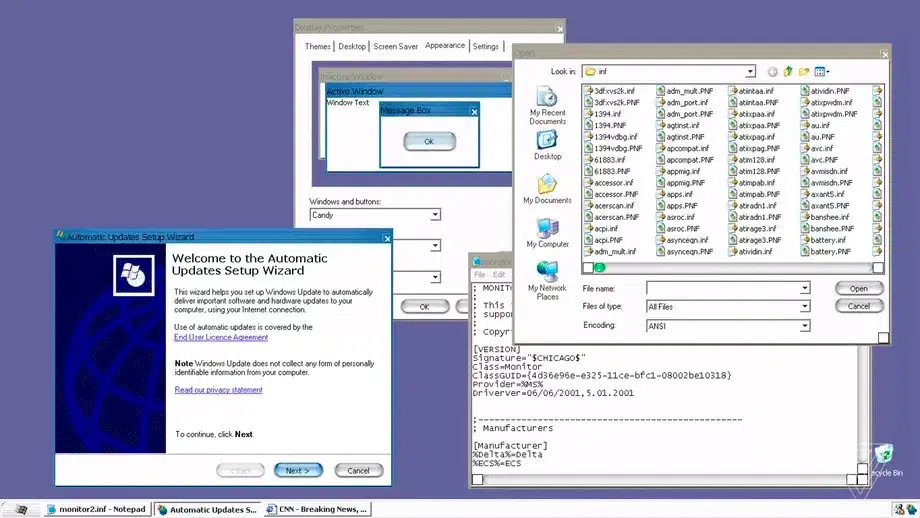 Display Properties
Themes Desktop Screen Saver Appearance Settings
Inactive Window
Active Window
Window Text
Message Box
OK
Windows and buttons:
Candy
OK
Open
Look in: inf
My Recent
Documents
Desktop
My Documents
My Computer
My Network
Places
3dfxvs2k.inf
3dfxvs2k.PNF
1394.inf
1394.PNF
1394vdbg.inf
1394vdbg.PNF
61883.inf
61883.PNF
accessor.inf
accessor.PNF
acerscan.inf
acerscan.PNF
acpi.inf
acpi.PNF
adm_mult.inf
adm_mult.PNF
adm_port.inf
adm_port.PNF
agtinst.inf
agtinst.PNF
apcompat.inf
apcompat.PNF
appmig.inf
appmig.PNF
apps.inf
apps.PNF
asroc.inf
asroc.PNF
asynceqn.inf
asynceqn.PNF
atiintaa.inf
atiintaa.PNF
atiixpaa.inf
atiixpaa.PNF
atiixpag.inf
atiixpag.PNF
atim128.inf
atim128.PNF
atimpab.inf
atimpab.PNF
atiradn1.inf
atiradn1.PNF
atirage3.inf
atirage3.PNF
atividin.inf
atividin.PNF
atixpwdm.inf
atixpwdm.PNF
au.inf
au.PNF
avc.inf
avc.PNF
avmisdn.inf
avmisdn.PNF
axant5.inf
axant5.PNF
banshee.inf
banshee.PNF
battery.inf
battery.PNF
File name: Open
Files of type: All Files Cancel
Encoding: ANSI
Automatic Updates Setup Wizard
Welcome to the Automatic
Updates Setup Wizard
This wizard helps you set up Windows Update to automatically
deliver important software and hardware updates to your
computer, using your Internet connection.
Use of automatic updates is covered by the
End User Licence Agreement
Note Windows Update does not collect any form of personally
identifiable information from your computer.
Read our privacy statement
To continue, click Next.
< Back Next > Cancel
File Edit
; MONITO
; This
; suppo
; Copyr
[VERSION]
Signature="$CHICAGO$"
Class=Monitor
ClassGUID={4d36e96e-e325-11ce-bfc1-08002be10318}
Provider=%MS%
DriverVer=06/06/2001,5.01.2001
;-------------------------------------------------
; Manufacturers
[Manufacturer]
%Delta%=Delta
%ECS%=ECS
Recycle Bin
monitor2.inf - Notepad Automatic Updates S... CNN - Breaking News, ...